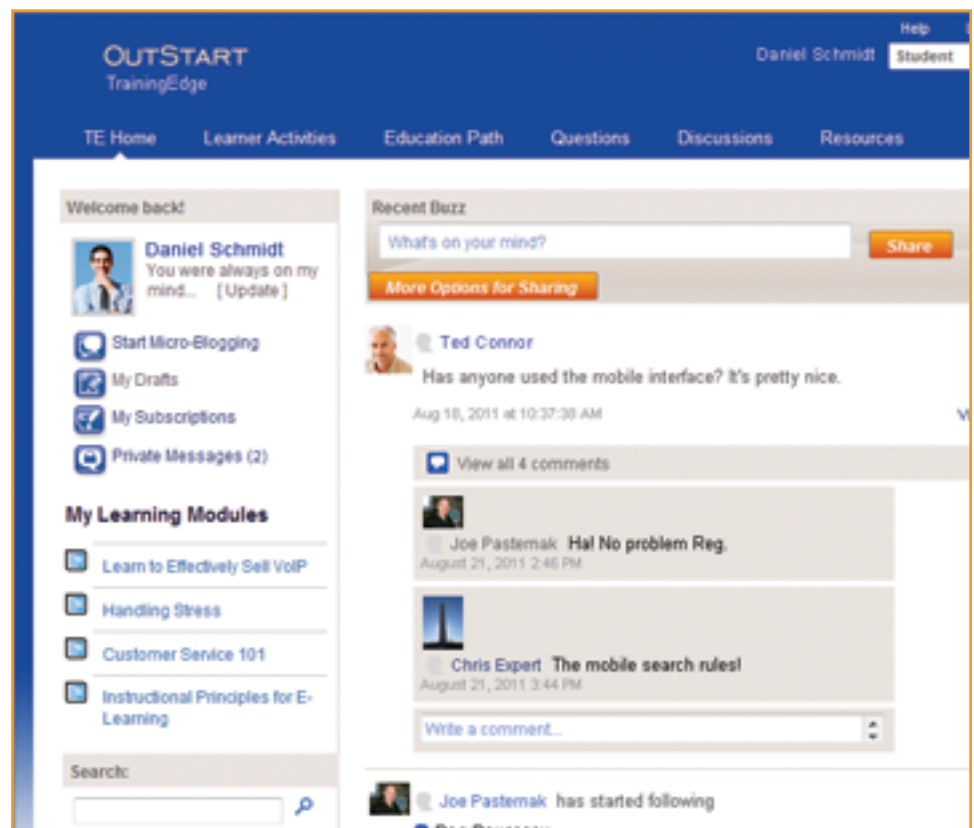 Help
OUTSTART
TrainingEdge
Daniel Schmidt
Student
TE Home
Learner Activities
Education Path
Questions
Discussions
Resources
Welcome back!
Daniel Schmidt
You were always on my
mind... [ Update ]
Start Micro-Blogging
My Drafts
My Subscriptions
Private Messages (2)
My Learning Modules
Learn to Effectively Sell VoIP
Handling Stress
Customer Service 101
Instructional Principles for E-
Learning
Search:
Recent Buzz
What's on your mind?
Share
More Options for Sharing
Ted Connor
Has anyone used the mobile interface? It's pretty nice.
Aug 18, 2011 at 10:37:38 AM
View all 4 comments
Joe Pasternak Ha! No problem Reg.
August 21, 2011 2:46 PM
Chris Expert The mobile search rules!
August 21, 2011 3:44 PM
Write a comment...
Joe Pasternak has started following